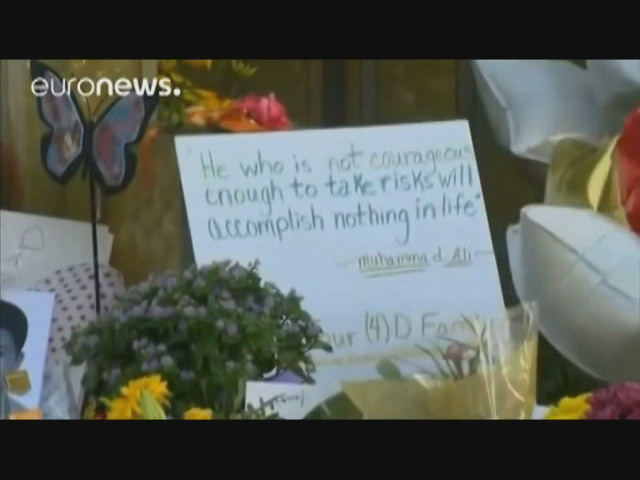 euronews.
"He who is not courageous
enough to take risks will
accomplish nothing in life"
muhammad Ali
(4) D